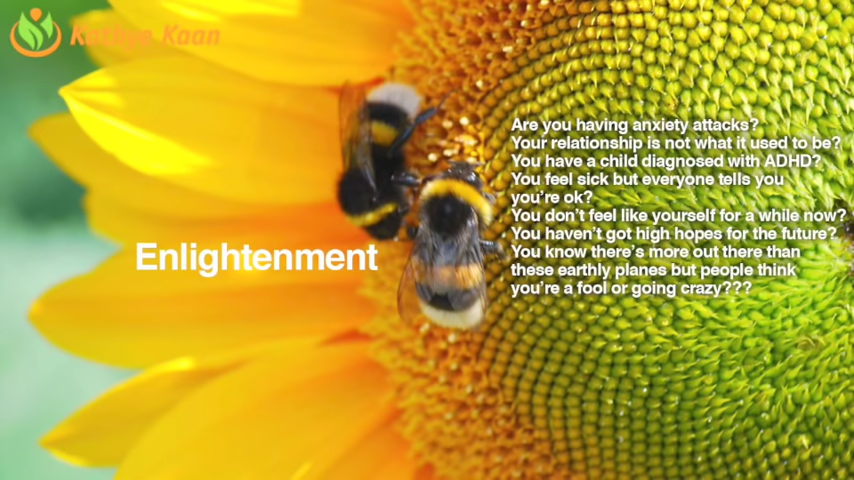 Kathye Kaan
Are you having anxiety attacks?
Your relationship is not what it used to be?
You have a child diagnosed with ADHD?
You feel sick but everyone tells you
you're ok?
You don't feel like yourself for a while now?
You haven't got high hopes for the future?
You know there's more out there than
these earthly planes but people think
you're a fool or going crazy???
Enlightenment